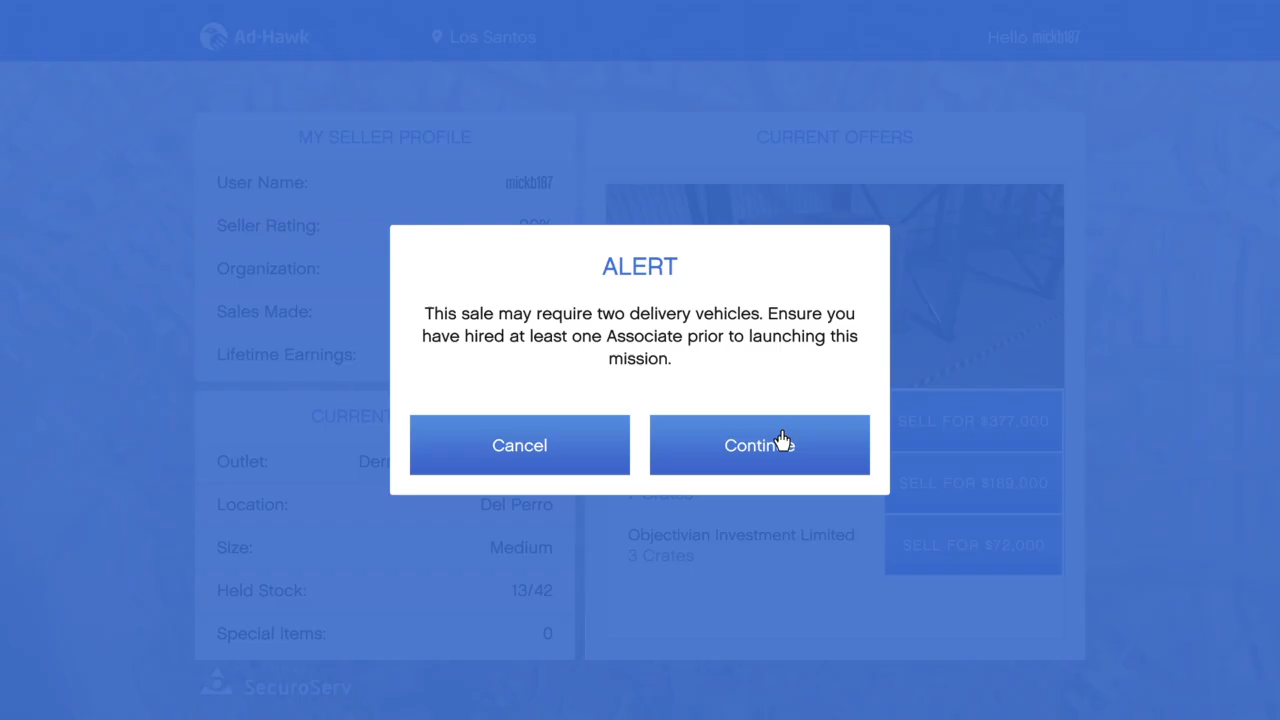 Ad·Hawk
Los Santos
Hello mickb187
MY SELLER PROFILE
User Name: mickb187
Seller Rating:
Organization:
Sales Made:
Lifetime Earnings:
CURRENT OFFERS
ALERT
This sale may require two delivery vehicles. Ensure you
have hired at least one Associate prior to launching this
mission.
Cancel
Continue
CURRENT
Outlet:
Location: Del Perro
Size: Medium
Held Stock: 13/42
Special Items: 0
SELL FOR $377,000
SELL FOR $189,000
Crates
Objectivian Investment Limited
3 Crates
SELL FOR $72,000
SecuroServ